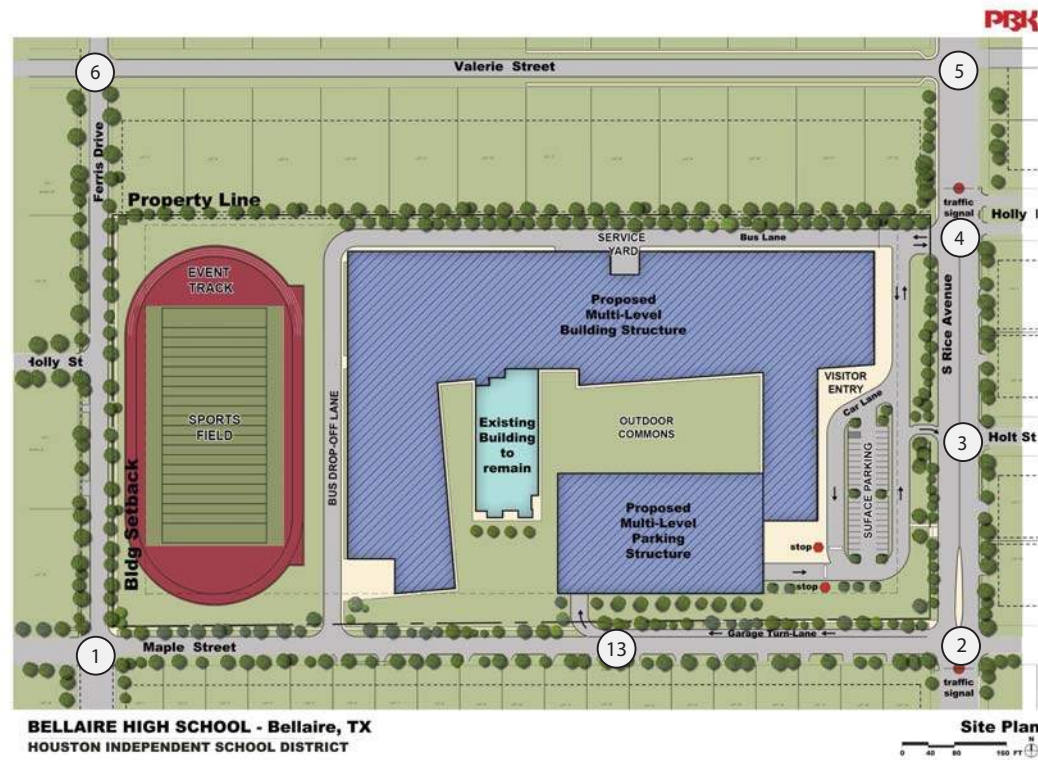 PBK
6
5
Valerie Street
Ferris Drive
Property Line
traffic
signal
Holly
4
SERVICE
YARD
Bus Lane
EVENT
TRACK
Proposed
Multi-Level
Building Structure
S Rice Avenue
Holly St
VISITOR
ENTRY
Car Lane
SPORTS
FIELD
BUS DROP-OFF LANE
Existing
Building
to
remain
OUTDOOR
COMMONS
3
Holt St
SUFACE PARKING
Bldg Setback
Proposed
Multi-Level
Parking
Structure
stop
stop
1
Maple Street
13
Garage Turn-Lane
2
traffic
signal
BELLAIRE HIGH SCHOOL - Bellaire, TX
HOUSTON INDEPENDENT SCHOOL DISTRICT
Site Plan
N
0 40 80 160 FT